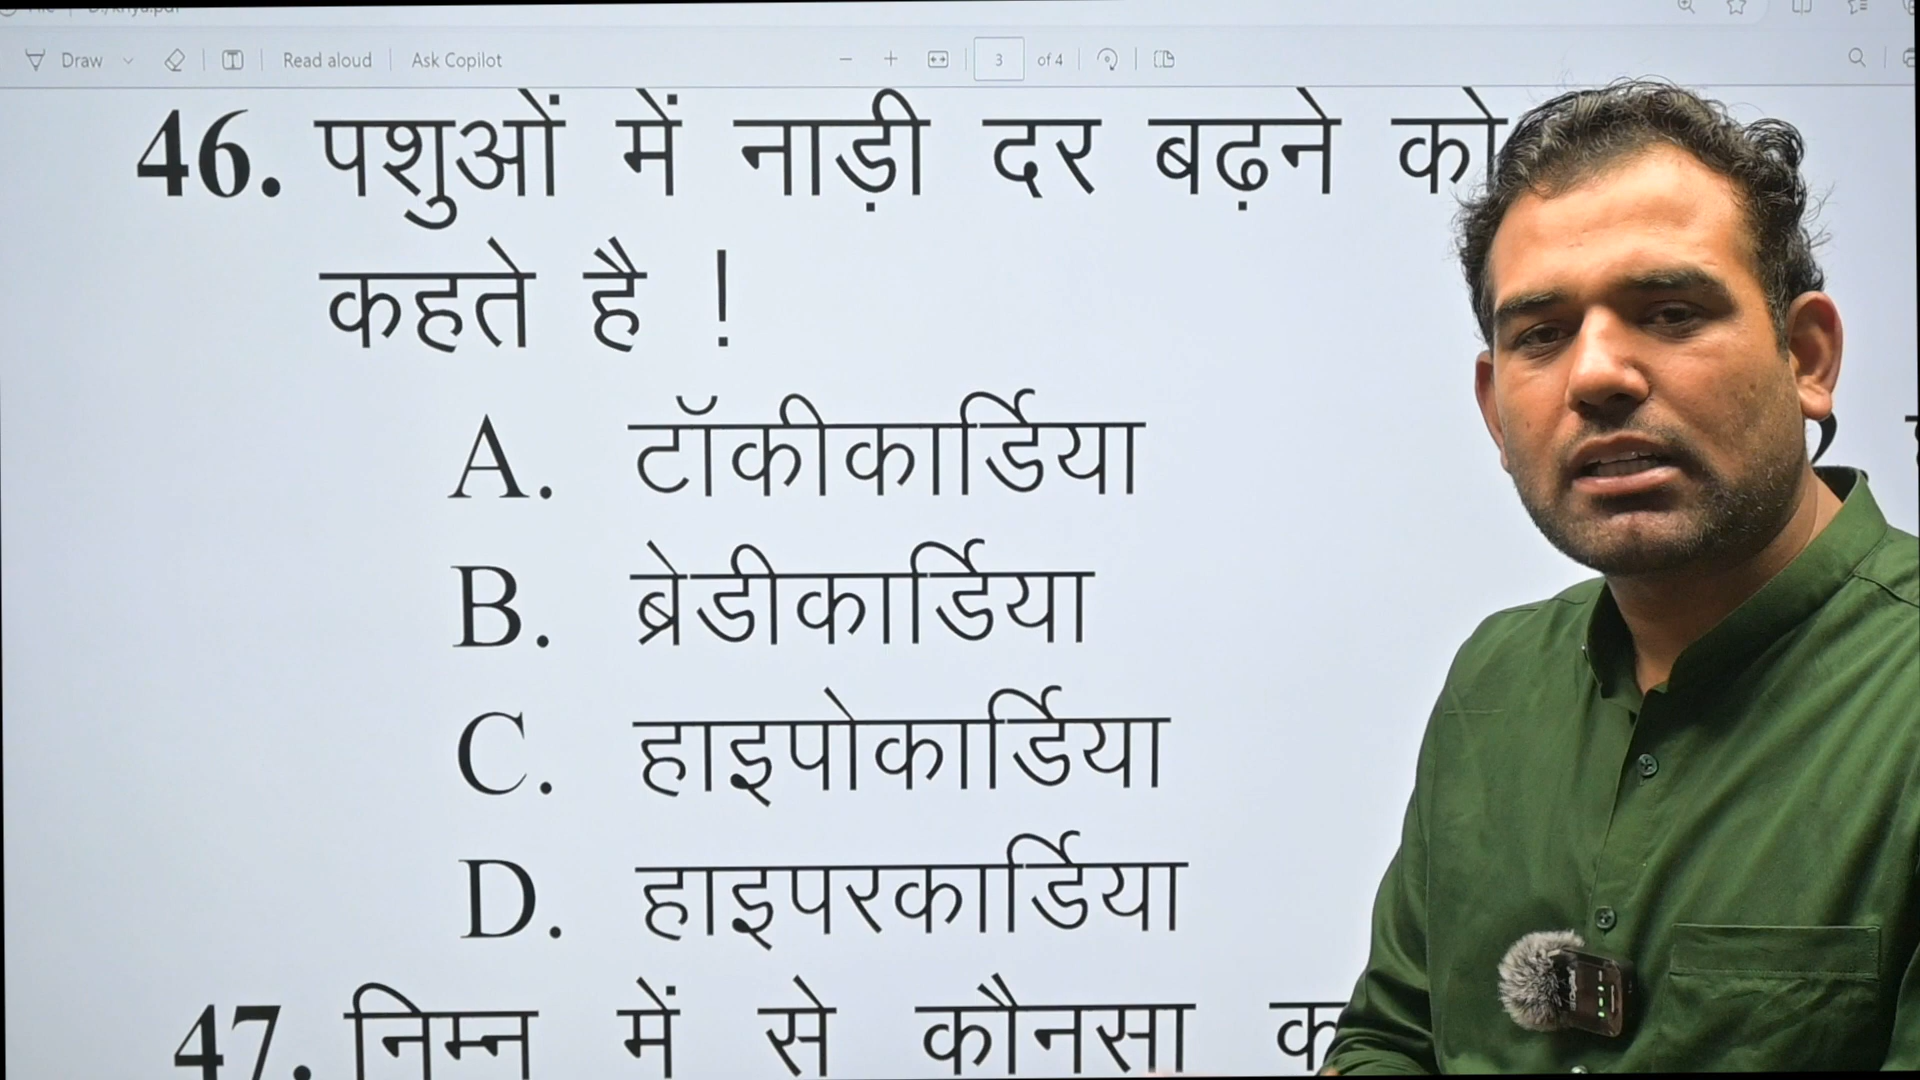 Draw
Read aloud
Ask Copilot
3 of 4
46. पशुओं में नाड़ी दर बढ़ने को
कहते है !
A. टॉकीकार्डिया
B. ब्रेडीकार्डिया
C. हाइपोकार्डिया
D. हाइपरकार्डिया
47. निम्न में से कौनसा